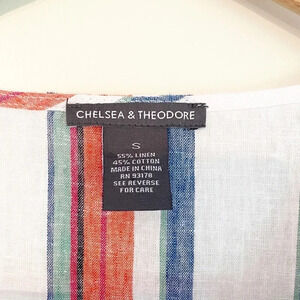 CHELSEA & THEODORE
S
55% LINEN
45% COTTON
MADE IN CHINA
RN 93178
SEE REVERSE
FOR CARE